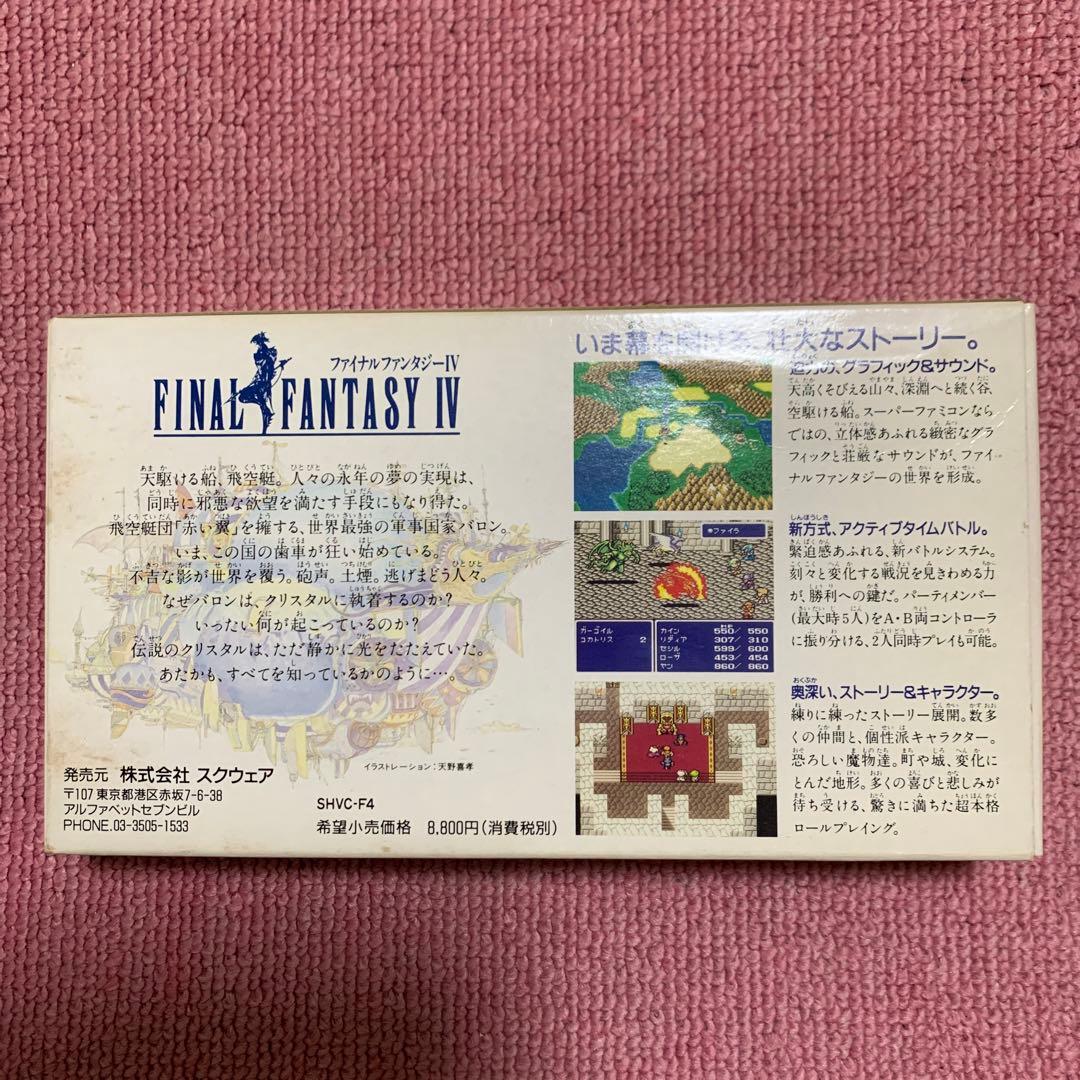 ファイナルファンタジーIV
FINAL FANTASY IV
天駆ける船、飛空艇。人々の永年の夢の実現は、
同時に邪悪な欲望を満たす手段にもなり得た。
飛空艇団「赤い翼」を擁する、世界最強の軍事国家バロン。
いま、この国の歯車が狂い始めている。
不吉な影が世界を覆う。砲声。土煙。逃げまどう人々。
なぜバロンは、クリスタルに執着するのか?
いったい何が起こっているのか?
伝説のクリスタルは、ただ静かに光をたたえていた。
あたかも、すべてを知っているかのように…。
イラストレーション:天野喜孝
発売元 株式会社 スクウェア
〒107 東京都港区赤坂7-6-38
アルファベットセブンビル
PHONE.03-3505-1533
SHVC-F4
希望小売価格 8,800円(消費税別)
いま幕を開ける、壮大なストーリー。
迫力の、グラフィック&サウンド。
天高くそびえる山々、深淵へと続く谷、
空駆ける船。スーパーファミコンなら
ではの、立体感あふれる緻密なグラ
フィックと荘厳なサウンドが、ファイ
ナルファンタジーの世界を形成。
ファイラ
ガーゴイル
コカトリス 2
カイン 550/ 550
リディア 307/ 310
セシル 599/ 600
ローザ 453/ 454
ヤン 860/ 860
新方式、アクティブタイムバトル。
緊迫感あふれる、新バトルシステム。
刻々と変化する戦況を見きわめる力
が、勝利への鍵だ。パーティメンバー
(最大時5人)をA・B両コントローラ
に振り分ける、2人同時プレイも可能。
奥深い、ストーリー&キャラクター。
練りに練ったストーリー展開。数多
くの仲間と、個性派キャラクター。
恐ろしい魔物達。町や城、変化に
とんだ地形。多くの喜びと悲しみが
待ち受ける、驚きに満ちた超本格
ロールプレイング。